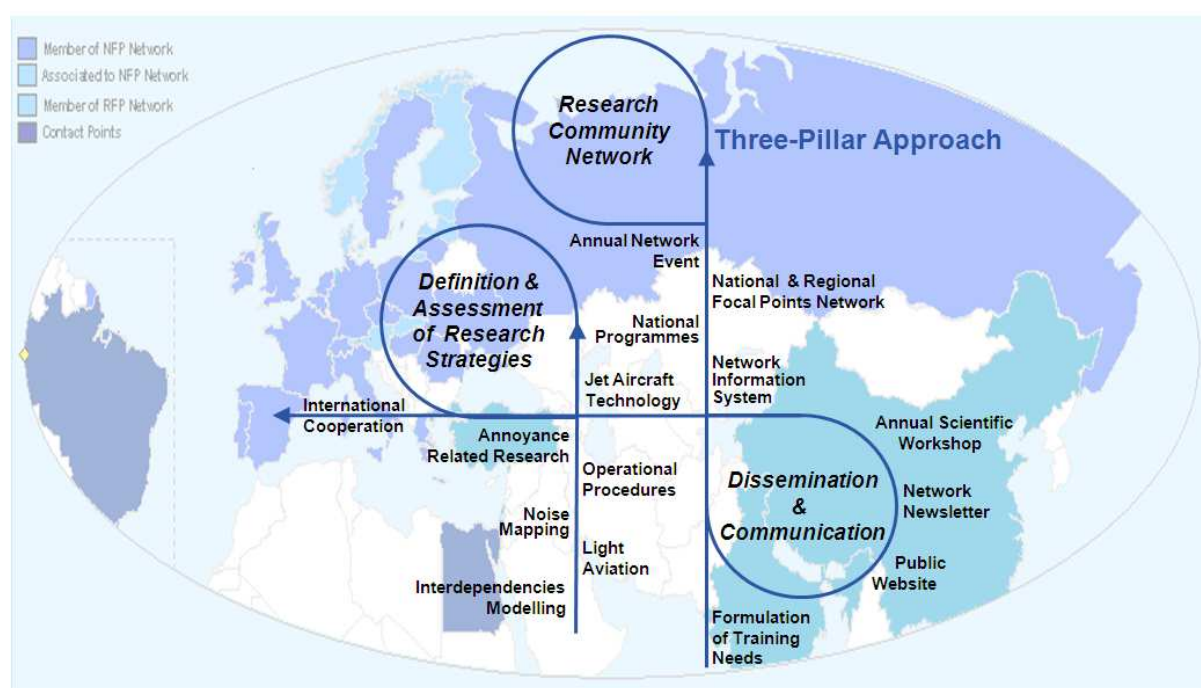 Member of NFP Network
Associated to NFP Network
Member of RFP Network
Contact Points
Research
Community
Network
Three-Pillar Approach
Annual Network
Event
Definition &
Assessment
of Research
Strategies
National & Regional
Focal Points Network
National
Programmes
Jet Aircraft
Technology
Network
Information
System
International
Cooperation
Annoyance
Related Research
Annual Scientific
Workshop
Operational
Procedures
Dissemination
&
Communication
Network
Newsletter
Noise
Mapping
Light
Aviation
Public
Website
Interdependencies
Modelling
Formulation
of Training
Needs